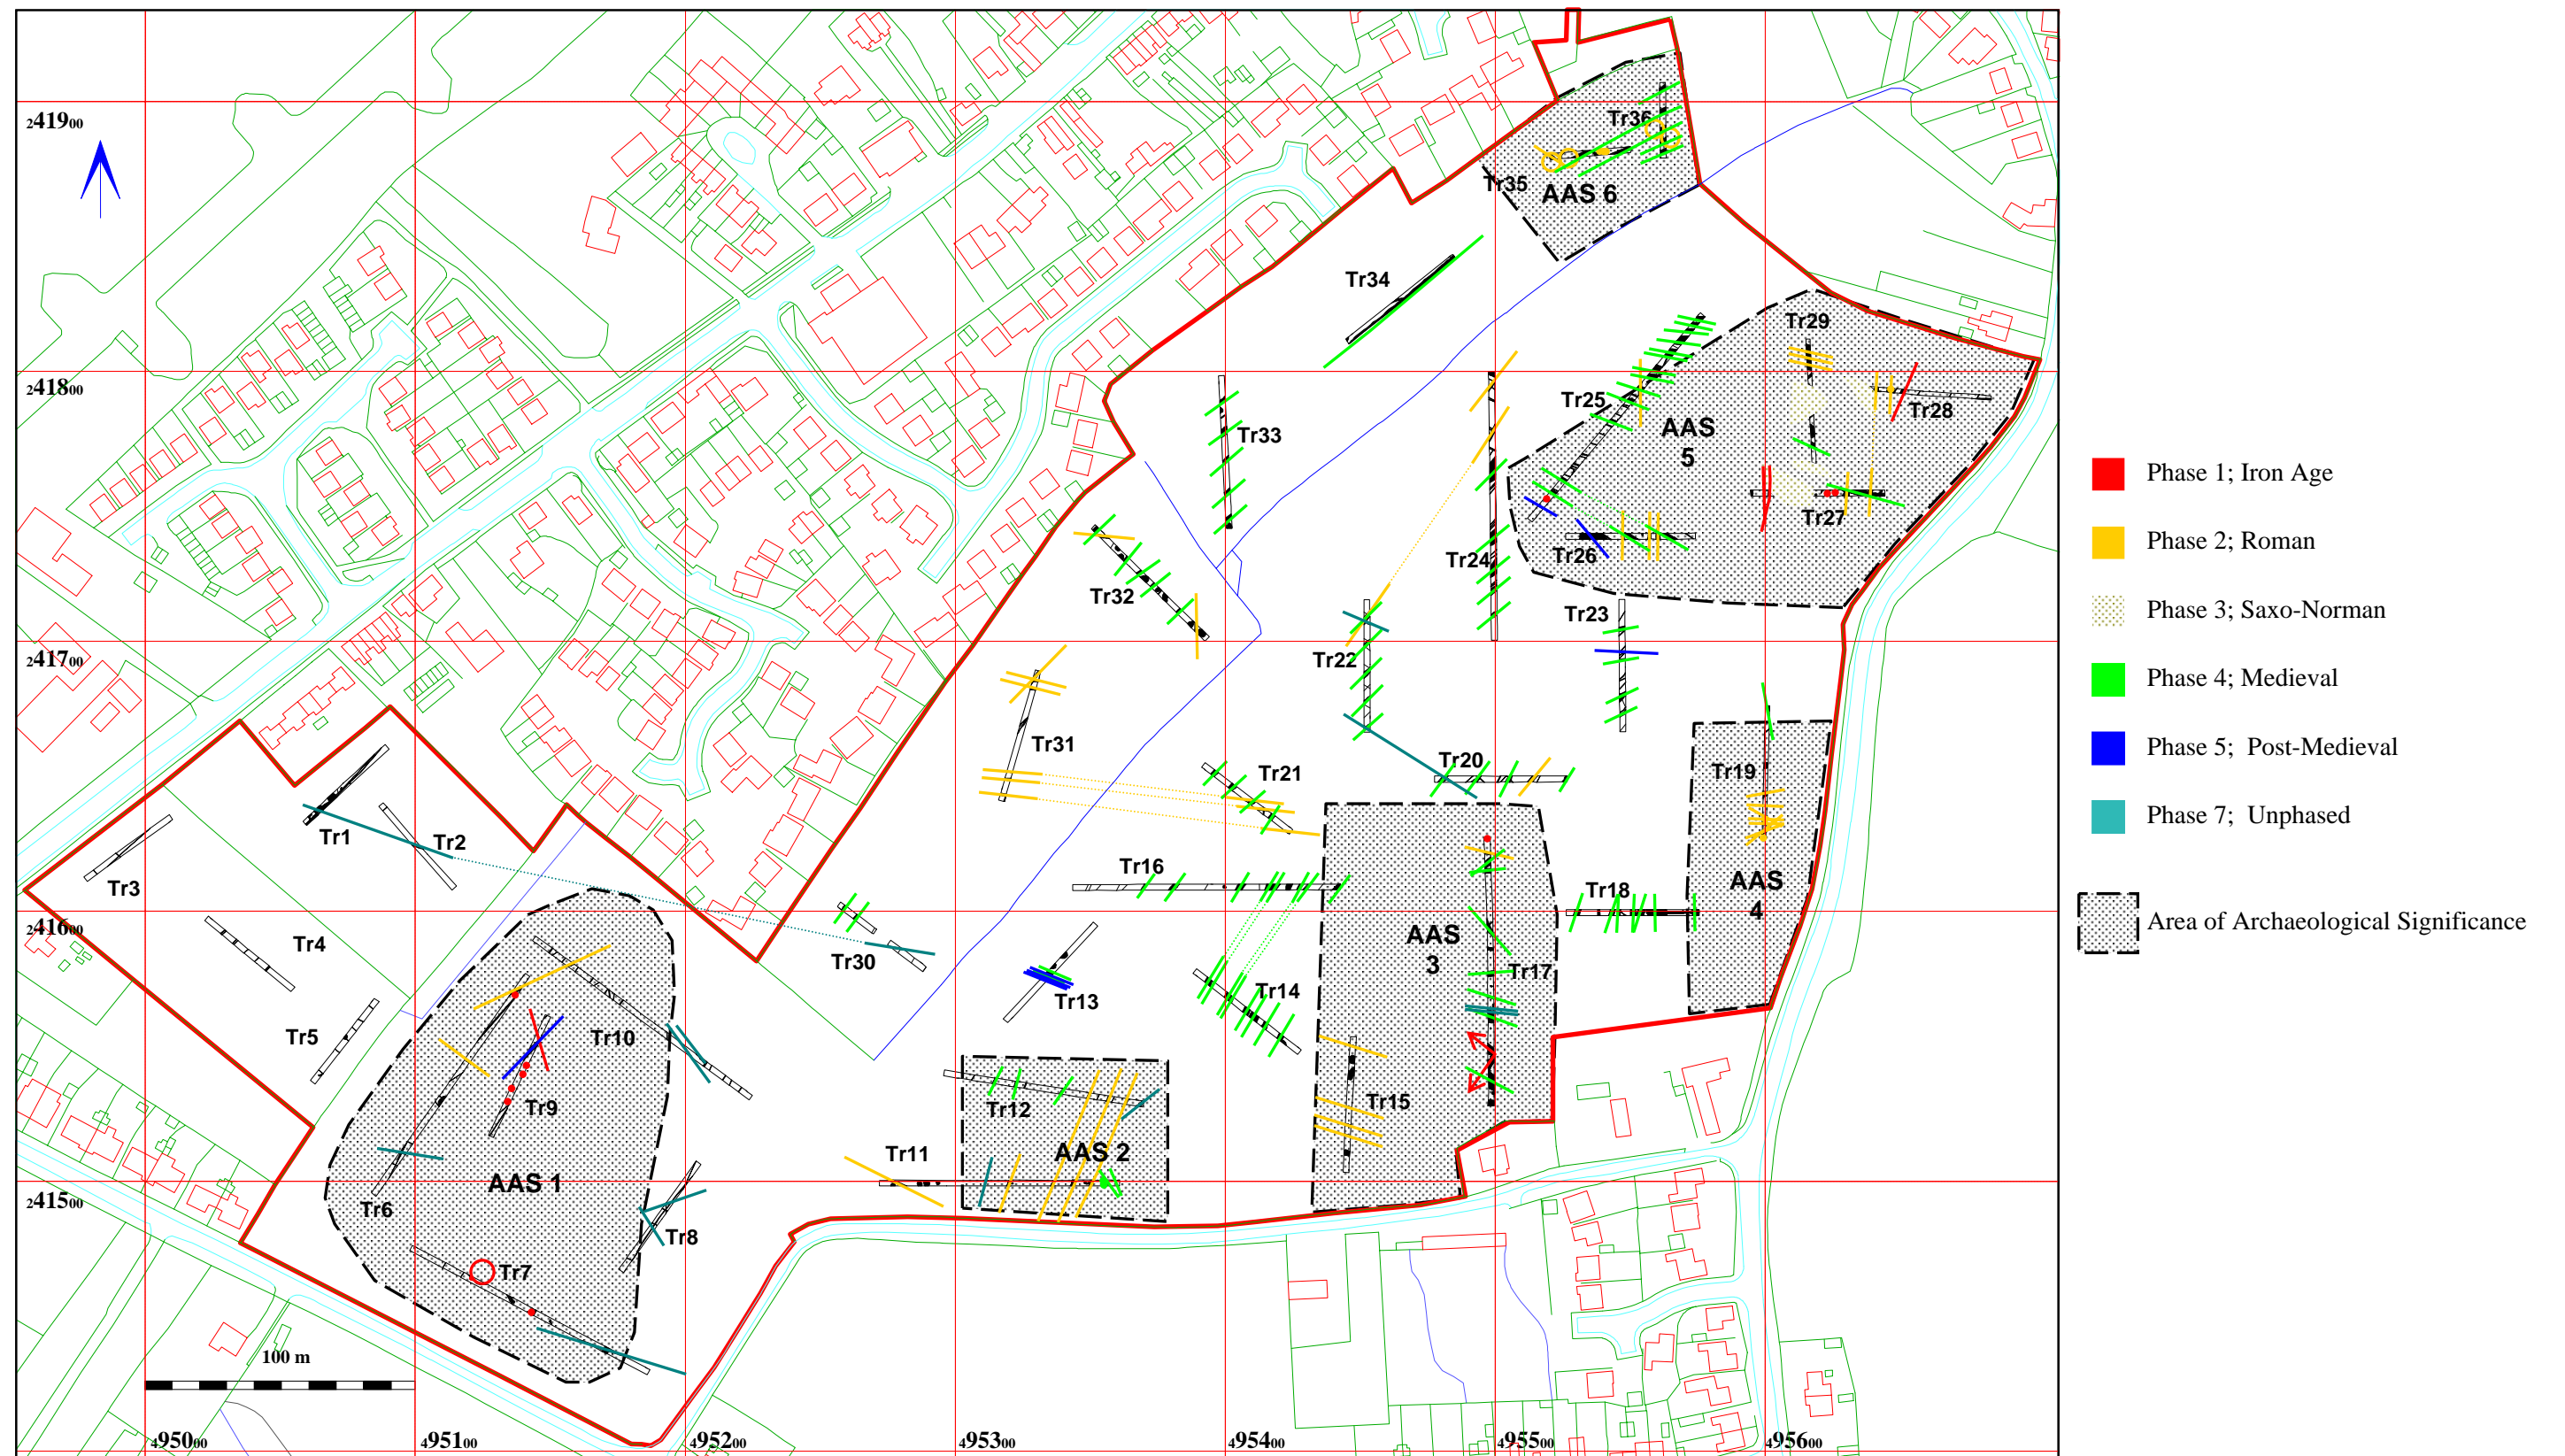 241900
Tr36
Tr35
AAS 6
Tr34
Tr29
241800
Tr25
Tr28
AAS
5
Tr33
Tr27
Tr24
Tr26
Tr32
Tr23
241700
Tr22
Tr31
Tr20
Tr21
Tr19
Tr1
Tr2
Tr16
Tr3
AAS
4
Tr18
241600
Tr4
AAS
3
Tr30
Tr17
Tr13
Tr14
Tr5
Tr10
Tr9
Tr12
Tr15
Tr11
AAS 2
AAS 1
241500
Tr6
Tr8
Tr7
100 m
495000
495100
495200
495300
495400
495500
495600
Phase 1; Iron Age
Phase 2; Roman
Phase 3; Saxo-Norman
Phase 4; Medieval
Phase 5; Post-Medieval
Phase 7; Unphased
Area of Archaeological Significance